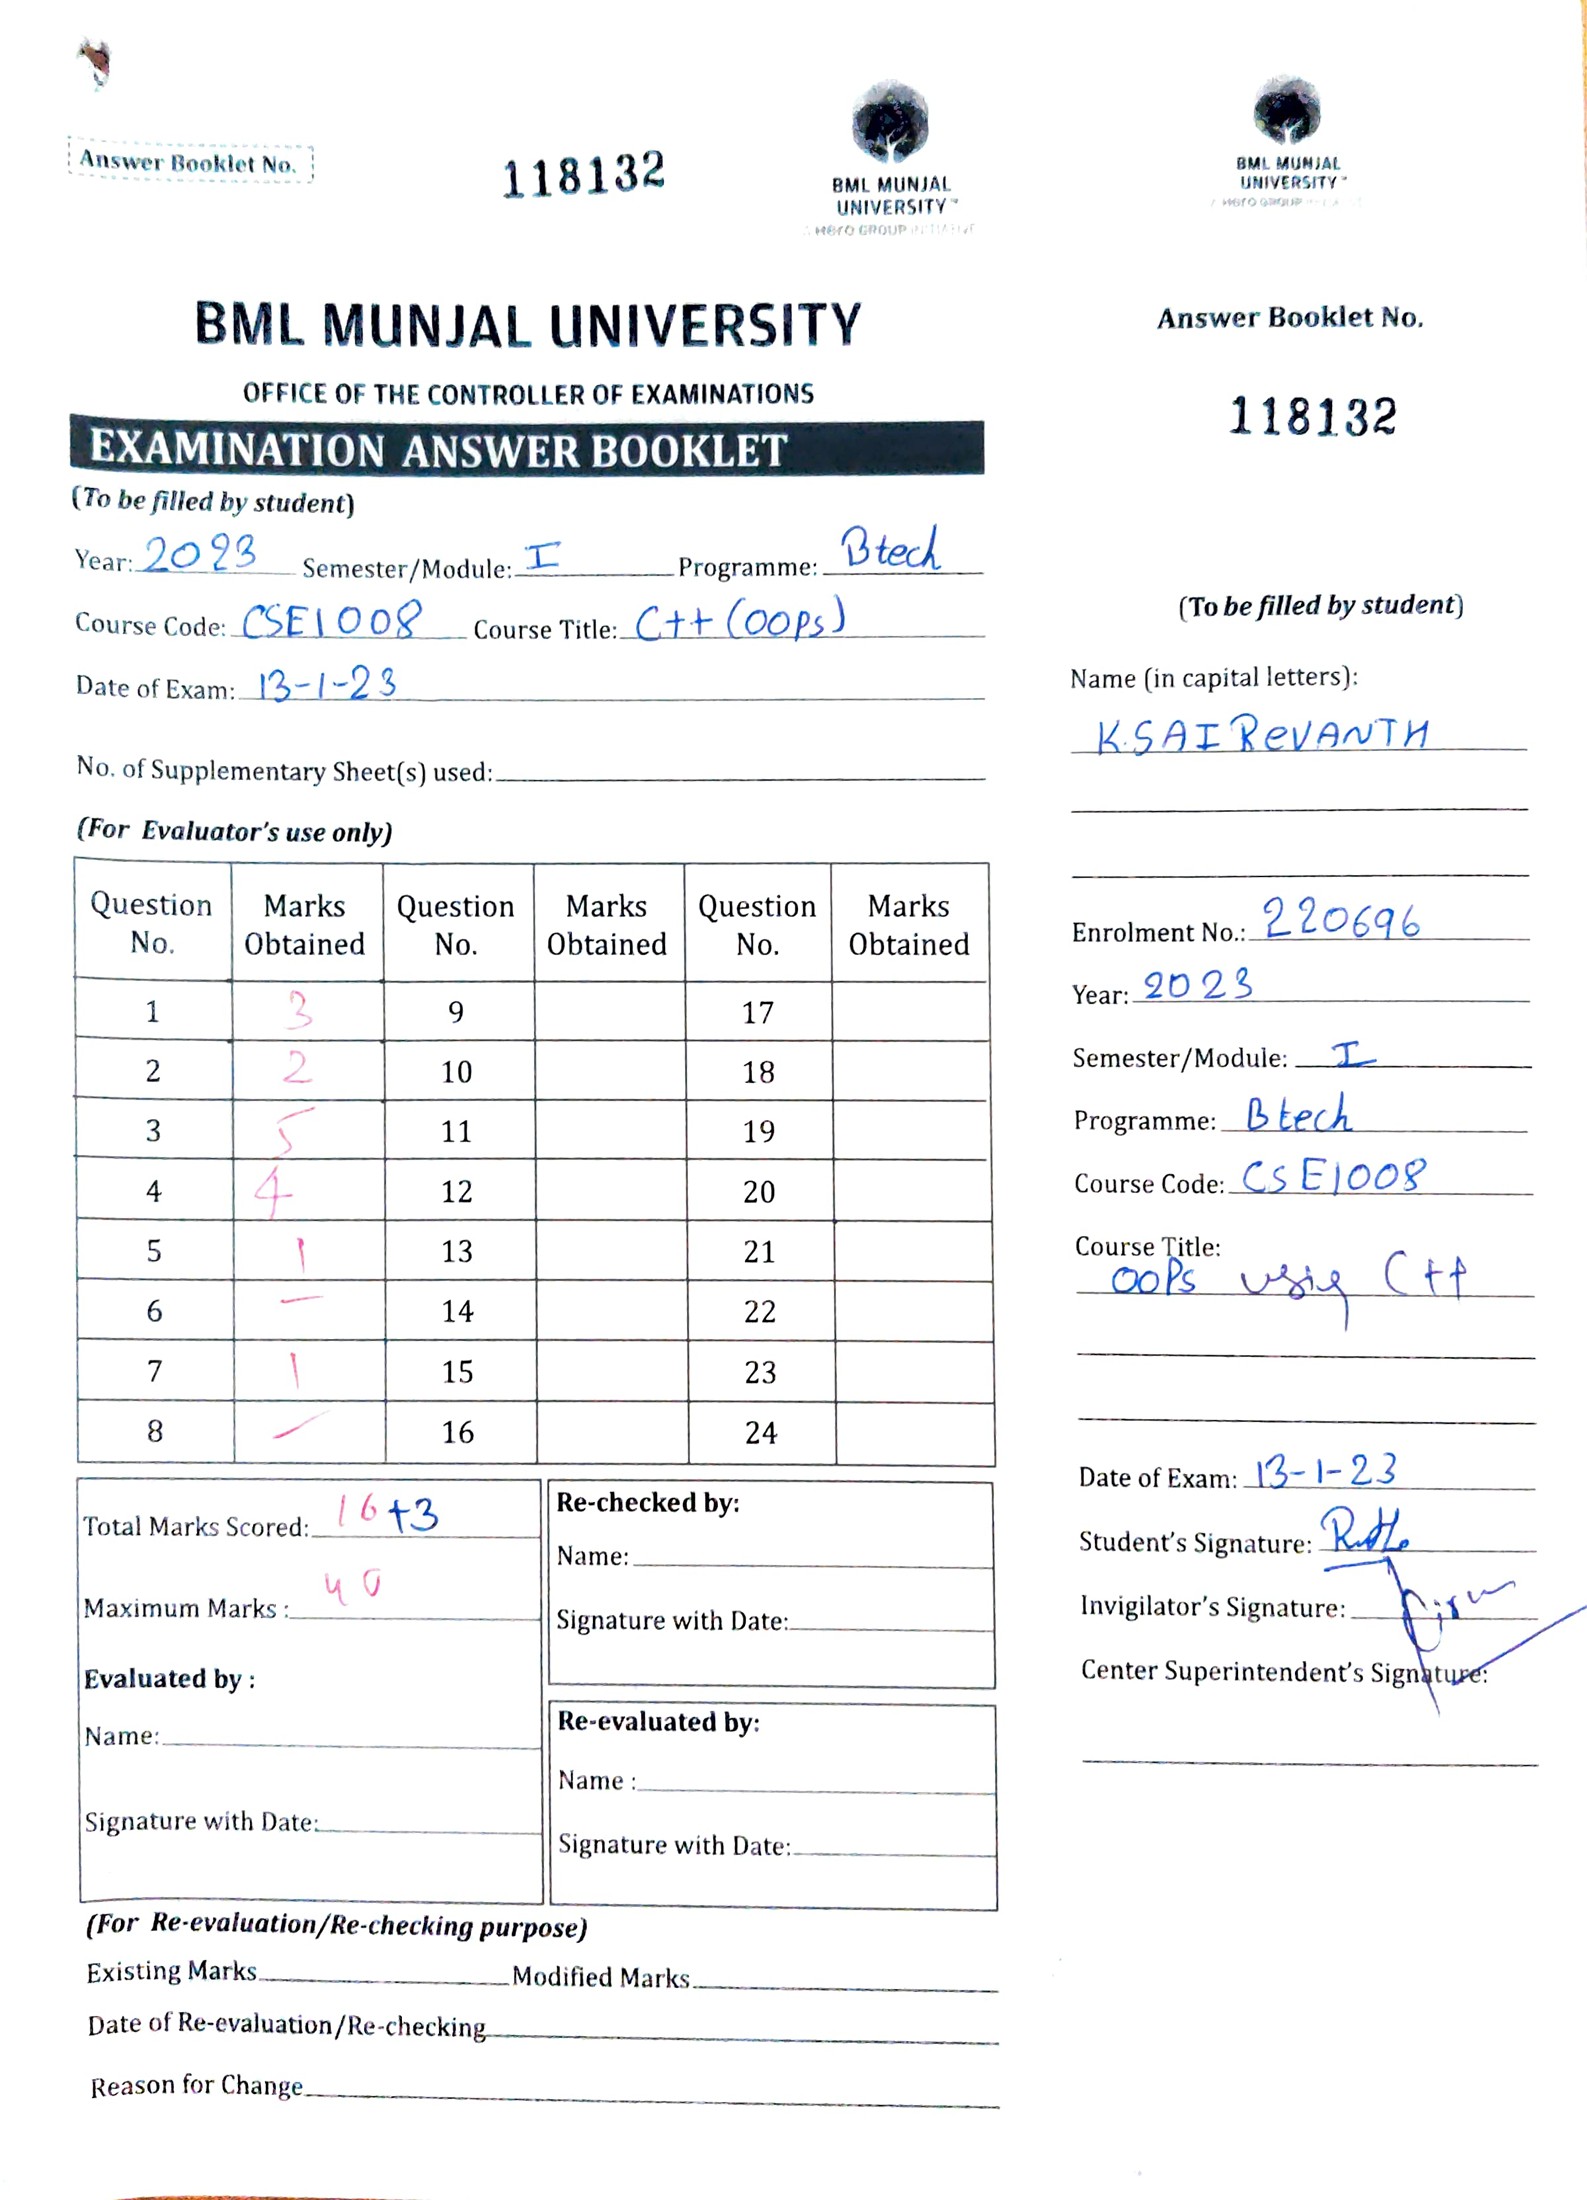 Answer Booklet No.
118132
BML MUNJAL
UNIVERSITY™
A Hero GROUP INITIATIVE
BML MUNJAL UNIVERSITY
OFFICE OF THE CONTROLLER OF EXAMINATIONS
EXAMINATION ANSWER BOOKLET
(To be filled by student)
Year: 2023 Semester/Module: I Programme: Btech
Course Code: CSE1008 Course Title: C++ (OOPs)
Date of Exam: 13-1-23
No. of Supplementary Sheet(s) used:
(For Evaluator's use only)
Question No. Marks Obtained Question No. Marks Obtained Question No. Marks Obtained
1 3 9 17
2 2 10 18
3 5 11 19
4 4 12 20
5 1 13 21
6 – 14 22
7 1 15 23
8 – 16 24
Total Marks Scored: 16+3
Maximum Marks : 40
Evaluated by :
Name:
Signature with Date:
Re-checked by:
Name:
Signature with Date:
Re-evaluated by:
Name :
Signature with Date:
(For Re-evaluation/Re-checking purpose)
Existing Marks Modified Marks
Date of Re-evaluation/Re-checking
Reason for Change
BML MUNJAL
UNIVERSITY™
Answer Booklet No.
118132
(To be filled by student)
Name (in capital letters):
K.SAI REVANTH
Enrolment No.: 220696
Year: 2023
Semester/Module: I
Programme: Btech
Course Code: CSE1008
Course Title:
OOPs using C++
Date of Exam: 13-1-23
Student's Signature:
Invigilator's Signature:
Center Superintendent's Signature: